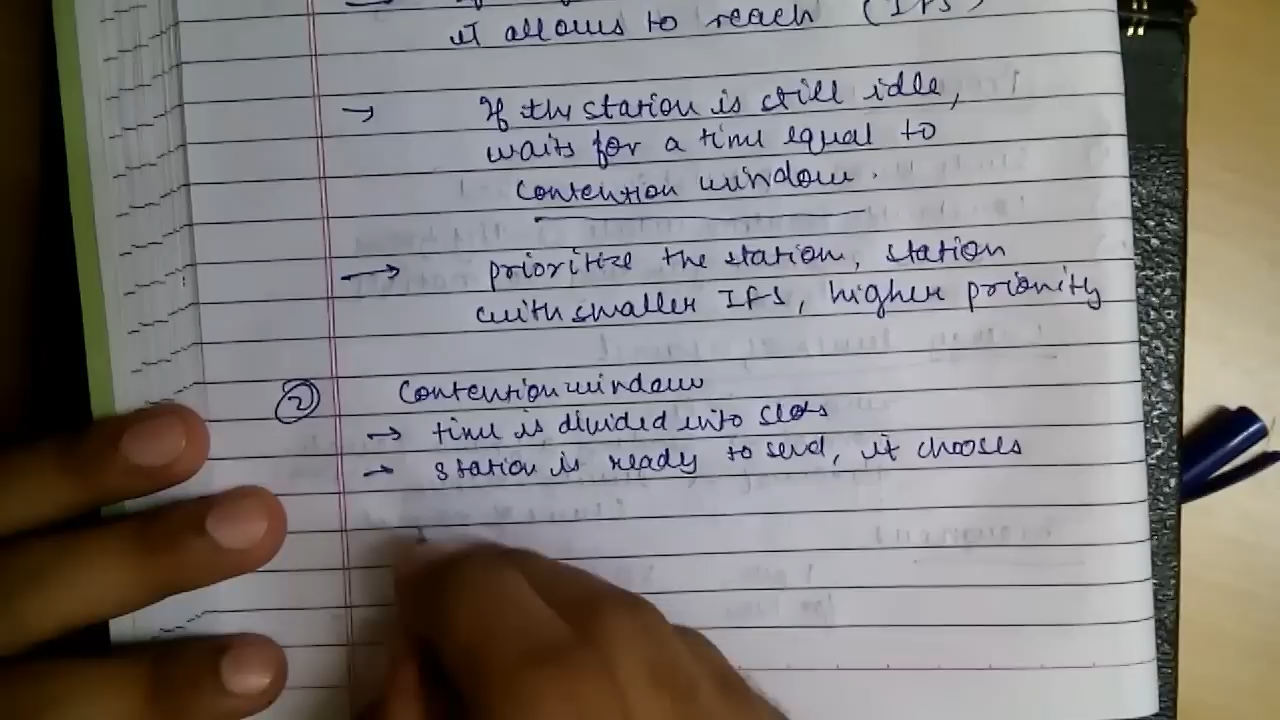 it allows to reach (IFS)
→ If the station is still idle,
waits for a time equal to
contention window.
→ prioritize the station, station
with smaller IFS, higher priority
② Contention window
→ time is divided into slots
→ station is ready to send, it chooses